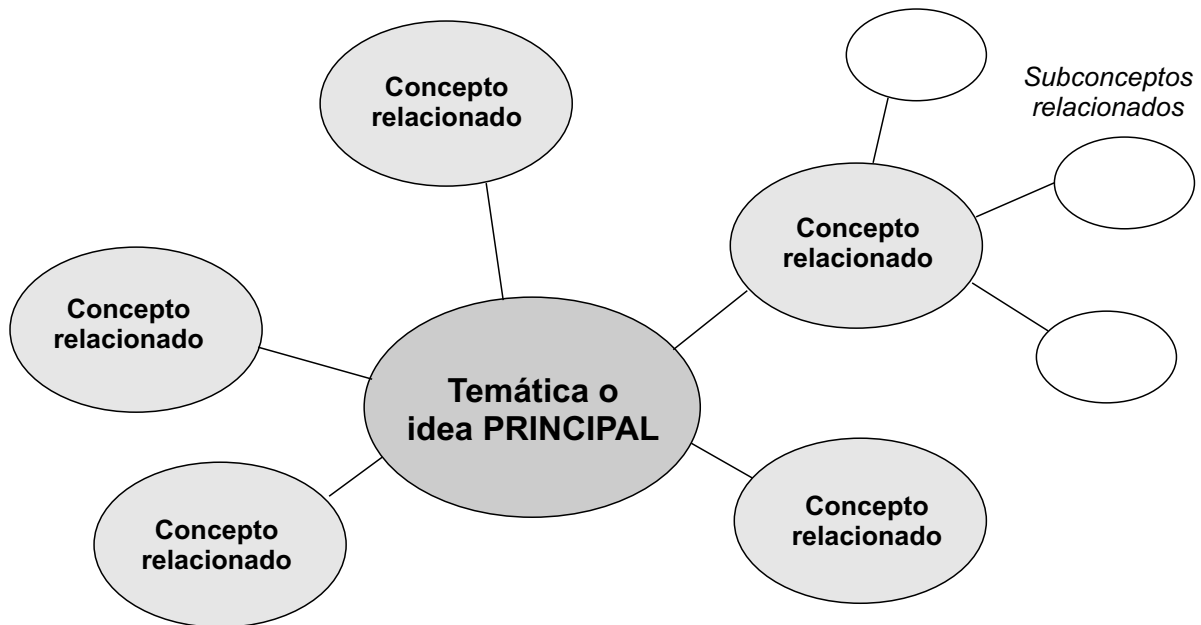 Concepto
relacionado
Subconceptos
relacionados
Concepto
relacionado
Concepto
relacionado
Temática o
idea PRINCIPAL
Concepto
relacionado
Concepto
relacionado